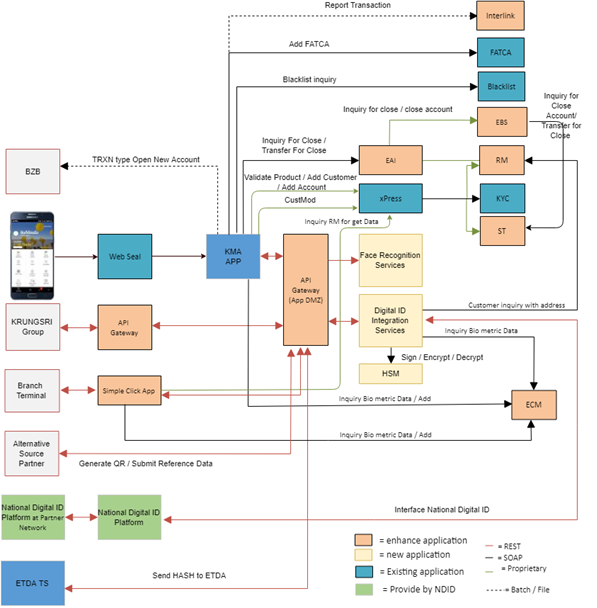 Report Transaction
Interlink
Add FATCA
FATCA
Blacklist inquiry
Blacklist
Inquiry for
Close
Account/
Transfer for
Close
Inquiry for close / close account
EBS
TRXN type Open New Account
BZB
Inquiry For Close /
Transfer For Close
EAI
RM
Validate Product / Add Customer
/ Add Account
CustMod
xPress
KYC
Inquiry RM for get Data
ST
Web Seal
KMA
APP
API
Gateway
(App DMZ)
Face Recognition
Services
Customer inquiry with address
KRUNGSRI
Group
API
Gateway
Digital ID
Integration
Services
Inquiry Bio metric Data
Sign / Encrypt / Decrypt
HSM
Branch
Terminal
Simple Click App
Inquiry Bio metric Data / Add
ECM
Inquiry Bio metric Data / Add
Alternative
Source
Partner
Generate QR / Submit Reference Data
National Digital ID
Platform at Partner
Network
National Digital ID
Platform
Interface National Digital ID
= enhance application
= new application
= Existing application
= Provide by NDID
= REST
= SOAP
= Proprietary
= Batch / File
Send HASH to ETDA
ETDA TS